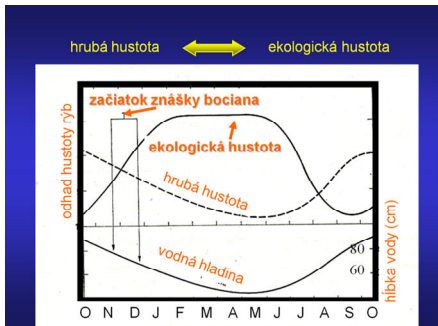 hrubá hustota
ekologická hustota
začiatok znášky bociana
ekologická hustota
odhad hustoty rýb
hrubá hustota
vodná hladina
80
60
hĺbka vody (cm)
O N D J F M A M J J A S O